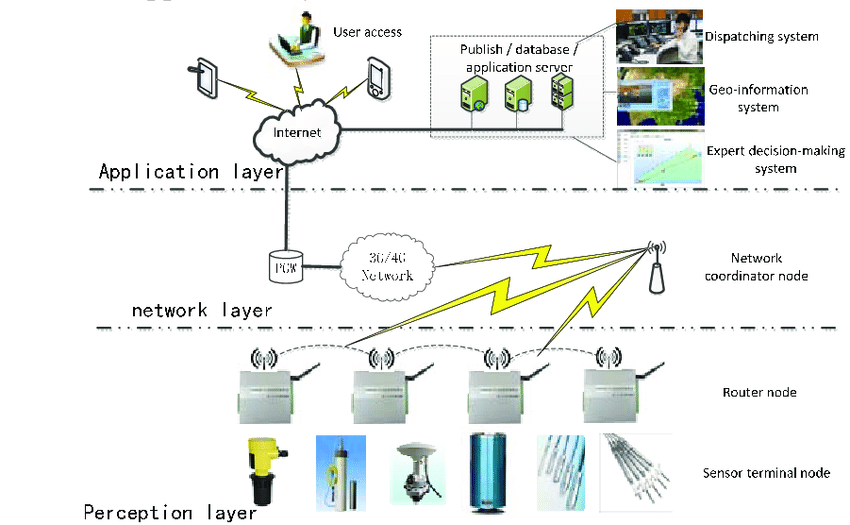 User access
Publish / database /
application server
Dispatching system
Geo-information
system
Internet
Expert decision-making
system
Application layer
PGW
3G/4G
Network
Network
coordinator node
network layer
Router node
Sensor terminal node
Perception layer